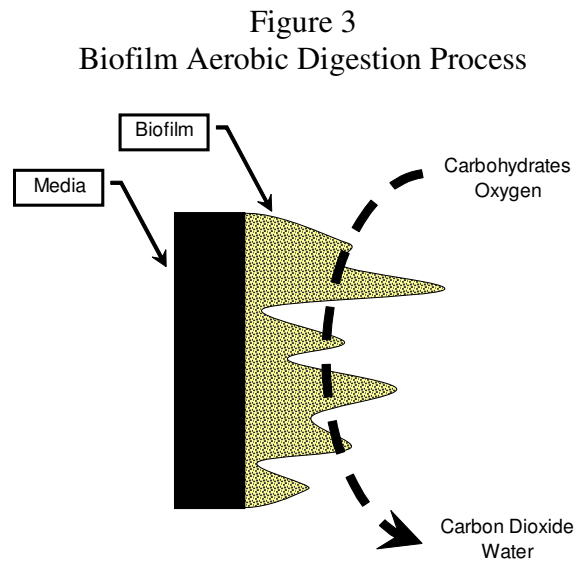 Figure 3
Biofilm Aerobic Digestion Process
Biofilm
Media
Carbohydrates
Oxygen
Carbon Dioxide
Water